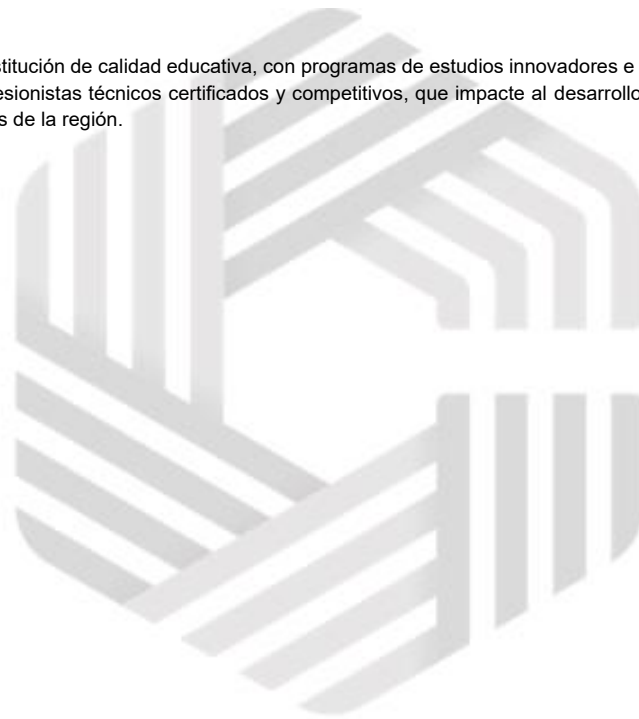 stitución de calidad educativa, con programas de estudios innovadores e
esionistas técnicos certificados y competitivos, que impacte al desarrollo
s de la región.